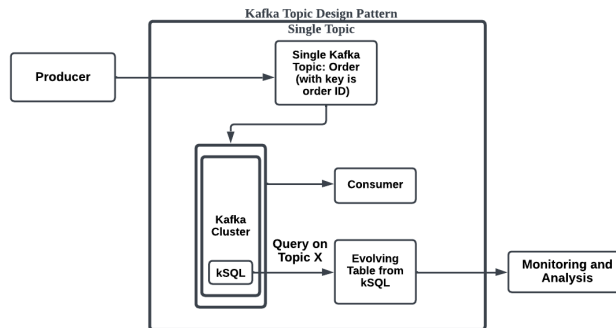 Kafka Topic Design Pattern
Single Topic
Producer
Single Kafka
Topic: Order
(with key is
order ID)
Kafka
Cluster
kSQL
Consumer
Query on
Topic X
Evolving
Table from
kSQL
Monitoring and
Analysis